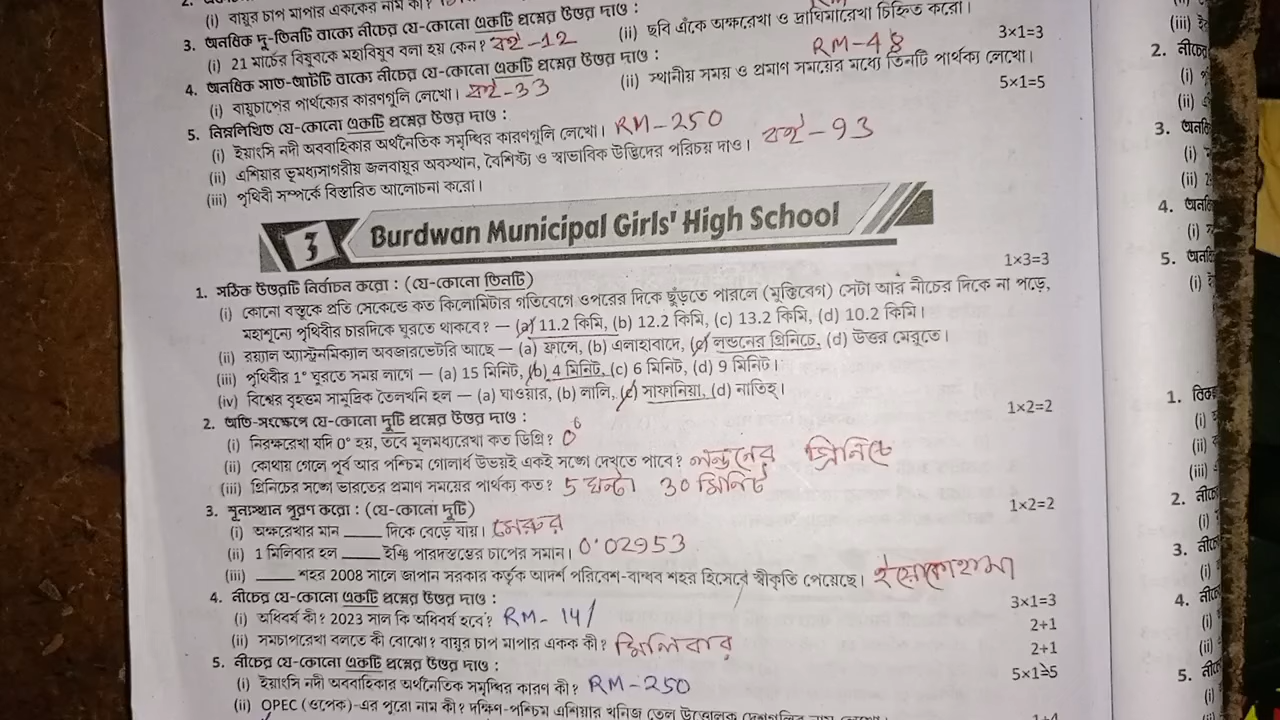 (i) বায়ুর চাপ মাপার এককের নাম কী?
3. অনধিক দু-তিনটি বাক্যে নীচের যে-কোনো একটি প্রশ্নের উত্তর দাও : 3×1=3
(i) 21 মার্চের বিষুবকে মহাবিষুব বলা হয় কেন? বই-12 (ii) ছবি এঁকে অক্ষরেখা ও দ্রাঘিমারেখা চিহ্নিত করো।
4. অনধিক সাত-আটটি বাক্যে নীচের যে-কোনো একটি প্রশ্নের উত্তর দাও : RM-48 5×1=5
(i) বায়ুচাপের পার্থক্যের কারণগুলি লেখো। বই-33 (ii) স্থানীয় সময় ও প্রমাণ সময়ের মধ্যে তিনটি পার্থক্য লেখো।
5. নিম্নলিখিত যে-কোনো একটি প্রশ্নের উত্তর দাও :
(i) ইয়াংসি নদী অববাহিকার অর্থনৈতিক সমৃদ্ধির কারণগুলি লেখো। RM-250
(ii) এশিয়ার ভূমধ্যসাগরীয় জলবায়ুর অবস্থান, বৈশিষ্ট্য ও স্বাভাবিক উদ্ভিদের পরিচয় দাও। বই-93
(iii) পৃথিবী সম্পর্কে বিস্তারিত আলোচনা করো।
3 Burdwan Municipal Girls' High School
1. সঠিক উত্তরটি নির্বাচন করো : (যে-কোনো তিনটি) 1×3=3
(i) কোনো বস্তুকে প্রতি সেকেন্ডে কত কিলোমিটার গতিবেগে ওপরের দিকে ছুঁড়তে পারলে (মুক্তিবেগ) সেটা আর নীচের দিকে না পড়ে,
মহাশূন্যে পৃথিবীর চারদিকে ঘুরতে থাকবে? — (a) 11.2 কিমি, (b) 12.2 কিমি, (c) 13.2 কিমি, (d) 10.2 কিমি।
(ii) রয়্যাল অ্যাস্ট্রনমিক্যাল অবজারভেটরি আছে — (a) ফ্রান্সে, (b) এলাহাবাদে, (c) লন্ডনের গ্রিনিচে, (d) উত্তর মেরুতে।
(iii) পৃথিবীর 1° ঘুরতে সময় লাগে — (a) 15 মিনিট, (b) 4 মিনিট, (c) 6 মিনিট, (d) 9 মিনিট।
(iv) বিশ্বের বৃহত্তম সামুদ্রিক তৈলখনি হল — (a) ঘাওয়ার, (b) লালি, (c) সাফানিয়া, (d) নাতিহ্।
2. অতি-সংক্ষেপে যে-কোনো দুটি প্রশ্নের উত্তর দাও : 1×2=2
(i) নিরক্ষরেখা যদি 0° হয়, তবে মূলমধ্যরেখা কত ডিগ্রি? 0°
(ii) কোথায় গেলে পূর্ব আর পশ্চিম গোলার্ধ উভয়ই একই সঙ্গে দেখতে পাবে? লন্ডনের গ্রিনিচে
(iii) গ্রিনিচের সঙ্গে ভারতের প্রমাণ সময়ের পার্থক্য কত? 5 ঘন্টা 30 মিনিট
3. শূন্যস্থান পূরণ করো : (যে-কোনো দুটি) 1×2=2
(i) অক্ষরেখার মান ____ দিকে বেড়ে যায়। মেরুর
(ii) 1 মিলিবার হল ____ ইঞ্চি পারদস্তম্ভের চাপের সমান। 0.02953
(iii) ____ শহর 2008 সালে জাপান সরকার কর্তৃক আদর্শ পরিবেশ-বান্ধব শহর হিসেবে স্বীকৃতি পেয়েছে। ইয়োকোহামা
4. নীচের যে-কোনো একটি প্রশ্নের উত্তর দাও : 3×1=3
(i) অধিবর্ষ কী? 2023 সাল কি অধিবর্ষ হবে? RM-14/ 2+1
(ii) সমচাপরেখা বলতে কী বোঝো? বায়ুর চাপ মাপার একক কী? মিলিবার 2+1
5. নীচের যে-কোনো একটি প্রশ্নের উত্তর দাও : 5×1=5
(i) ইয়াংসি নদী অববাহিকার অর্থনৈতিক সমৃদ্ধির কারণ কী? RM-250
(ii) OPEC (ওপেক)-এর পুরো নাম কী? দক্ষিণ-পশ্চিম এশিয়ার খনিজ তেল উত্তোলক দেশগুলির নাম লেখো। 1+4